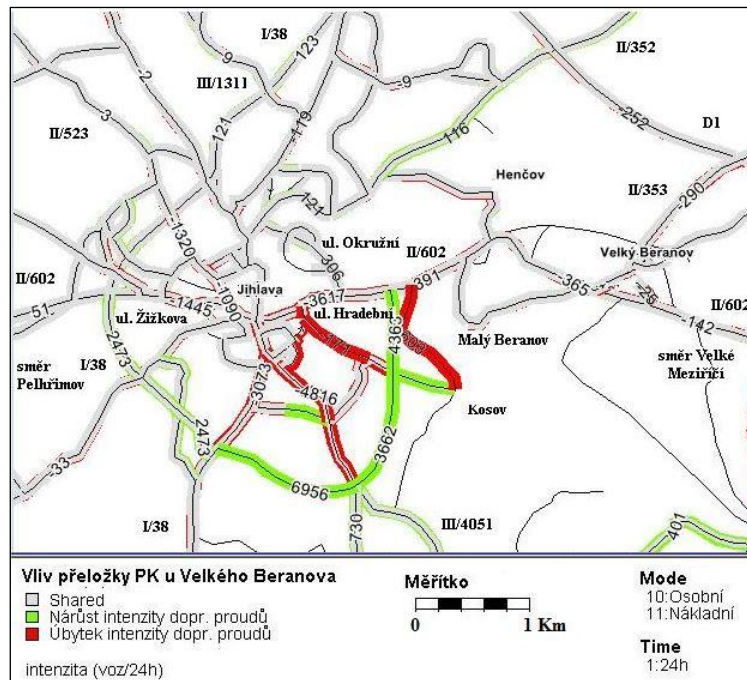 I/38
II/352
9
123
-2
III/1311
-9
-121
-119
-252
3
116
D1
II/523
Henčov
II/353
121
-290
1320
ul. Okružní
306
II/602
Velký Beranov
II/602
Jihlava
391
365
-3617
-25
51
-1445
1090
ul. Hradební
II/602
ul. Žižkova
4363
-142
2473
Malý Beranov
směr
Pelhřimov
I/38
směr Velké
Meziříčí
-3073
-4816
Kosov
2473
3662
-33
6956
I/38
-730
III/4051
401
Vliv přeložky PK u Velkého Beranova
Shared
Nárůst intenzity dopr. proudů
Úbytek intenzity dopr. proudů
intenzita (voz/24h)
Měřítko
0 1 Km
Mode
10:Osobní
11:Nákladní
Time
1:24h